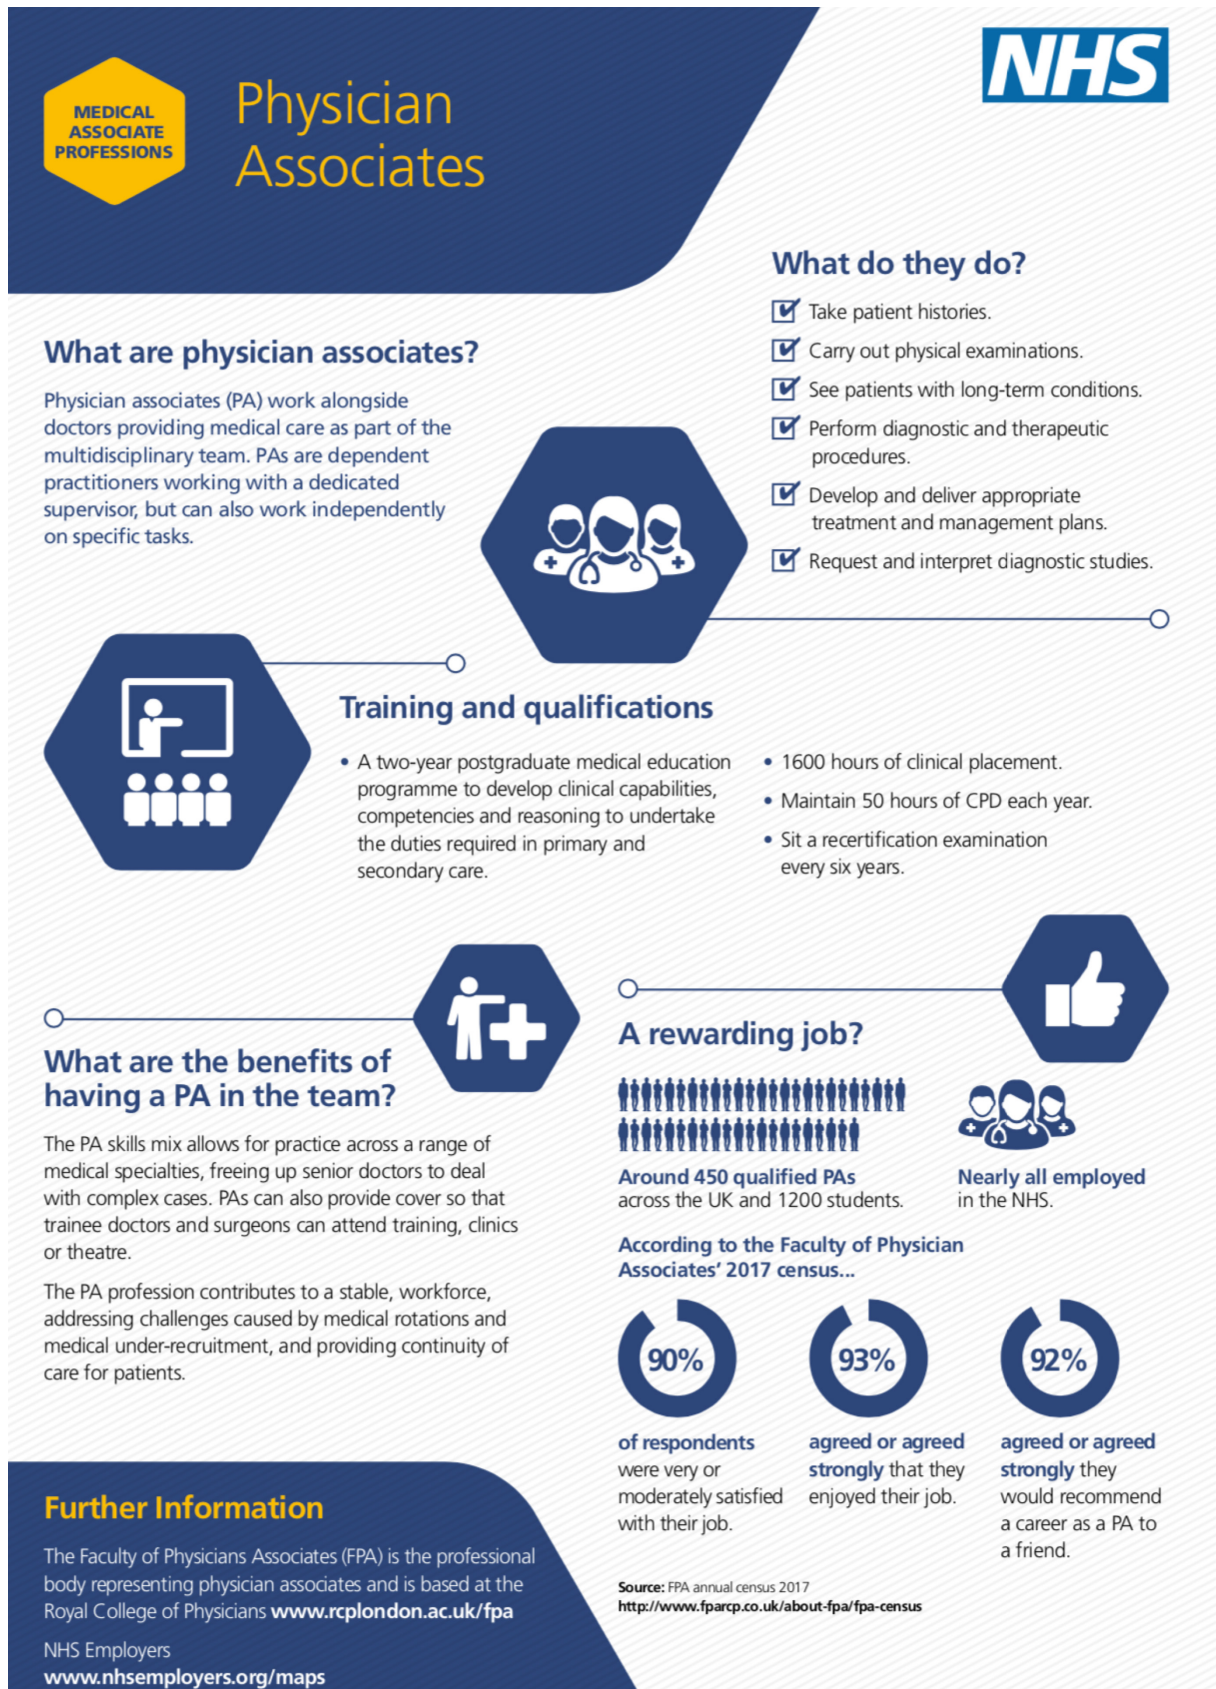 MEDICAL
ASSOCIATE
PROFESSIONS
Physician
Associates
NHS
What are physician associates?
Physician associates (PA) work alongside
doctors providing medical care as part of the
multidisciplinary team. PAs are dependent
practitioners working with a dedicated
supervisor, but can also work independently
on specific tasks.
What do they do?
Take patient histories.
Carry out physical examinations.
See patients with long-term conditions.
Perform diagnostic and therapeutic
procedures.
Develop and deliver appropriate
treatment and management plans.
Request and interpret diagnostic studies.
Training and qualifications
• A two-year postgraduate medical education
programme to develop clinical capabilities,
competencies and reasoning to undertake
the duties required in primary and
secondary care.
• 1600 hours of clinical placement.
• Maintain 50 hours of CPD each year.
• Sit a recertification examination
every six years.
What are the benefits of
having a PA in the team?
The PA skills mix allows for practice across a range of
medical specialties, freeing up senior doctors to deal
with complex cases. PAs can also provide cover so that
trainee doctors and surgeons can attend training, clinics
or theatre.
The PA profession contributes to a stable, workforce,
addressing challenges caused by medical rotations and
medical under-recruitment, and providing continuity of
care for patients.
A rewarding job?
Around 450 qualified PAs
across the UK and 1200 students.
Nearly all employed
in the NHS.
According to the Faculty of Physician
Associates' 2017 census...
90%
of respondents
were very or
moderately satisfied
with their job.
93%
agreed or agreed
strongly that they
enjoyed their job.
92%
agreed or agreed
strongly they
would recommend
a career as a PA to
a friend.
Source: FPA annual census 2017
http://www.fparcp.co.uk/about-fpa/fpa-census
Further Information
The Faculty of Physicians Associates (FPA) is the professional
body representing physician associates and is based at the
Royal College of Physicians www.rcplondon.ac.uk/fpa
NHS Employers
www.nhsemployers.org/maps